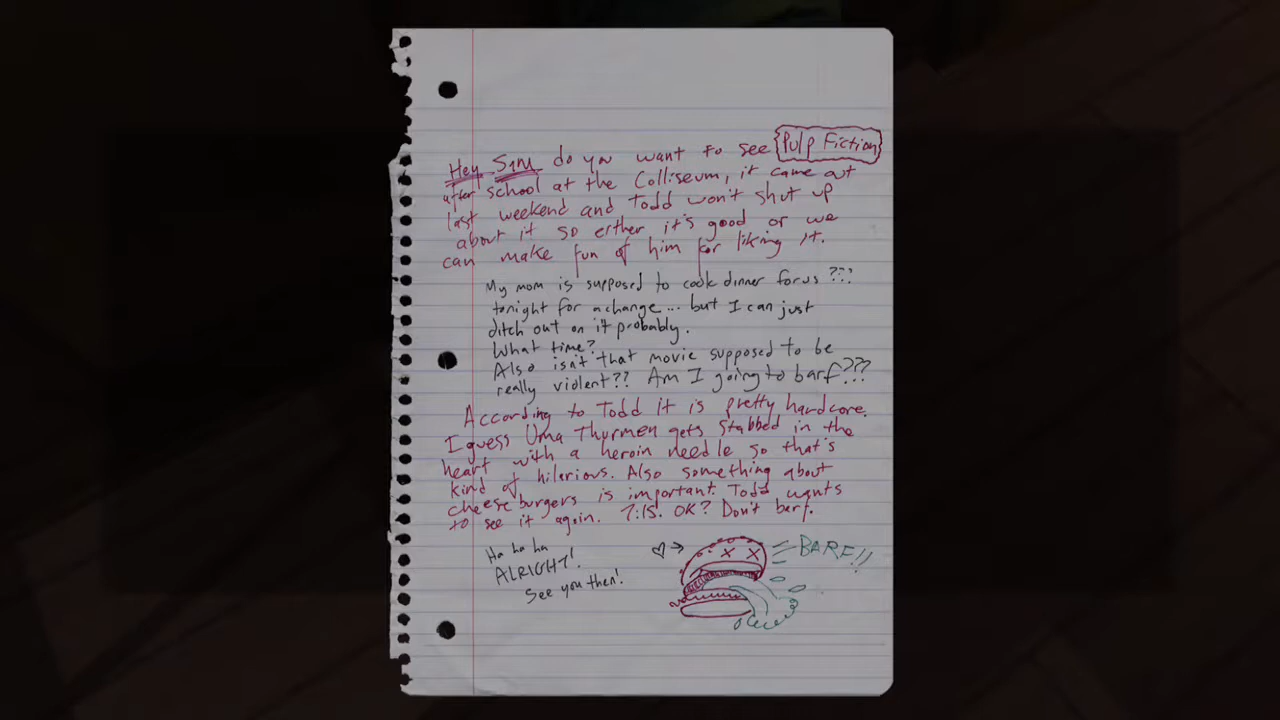 Hey Sam do you want to see Pulp Fiction
after school at the Colliseum, it came out
last weekend and Todd won't shut up
about it so either it's good or we
can make fun of him for liking it.
My mom is supposed to cook dinner for us ???
tonight for a change... but I can just
ditch out on it probably.
What time?
Also isn't that movie supposed to be
really violent?? Am I going to barf???
According to Todd it is pretty hardcore.
I guess Uma Thurmen gets stabbed in the
heart with a heroin needle so that's
kind of hilarious. Also something about
cheeseburgers is important. Todd wants
to see it again. 7:15. OK? Don't barf.
Ha ha ha
ALRIGHT!
See you then!
BARF!!